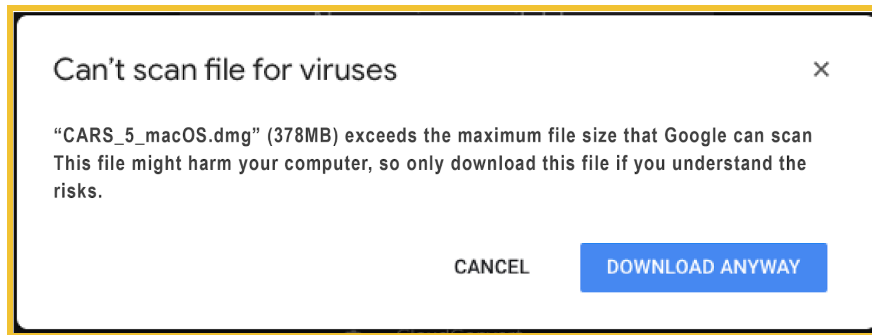 Can't scan file for viruses
×
“CARS_5_macOS.dmg” (378MB) exceeds the maximum file size that Google can scan
This file might harm your computer, so only download this file if you understand the
risks.
CANCEL DOWNLOAD ANYWAY